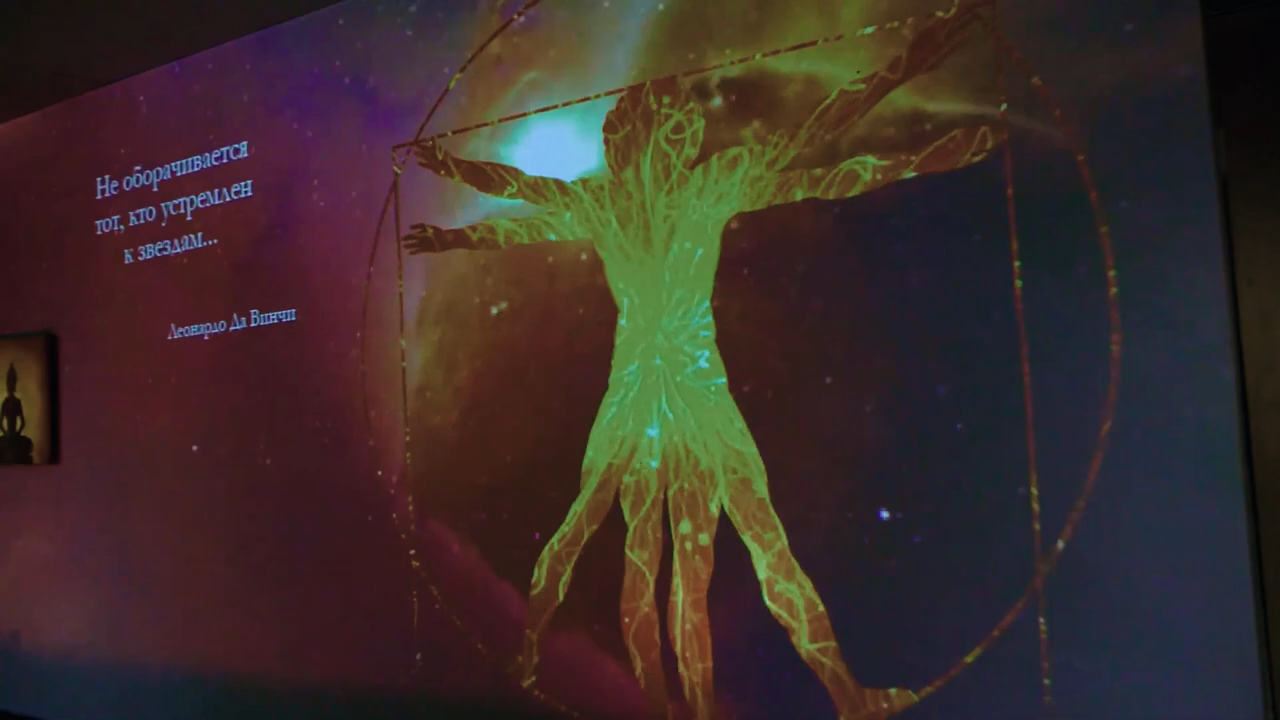 Не оборачивается
тот, кто устремлен
к звездам...
Леонардо Да Винчи